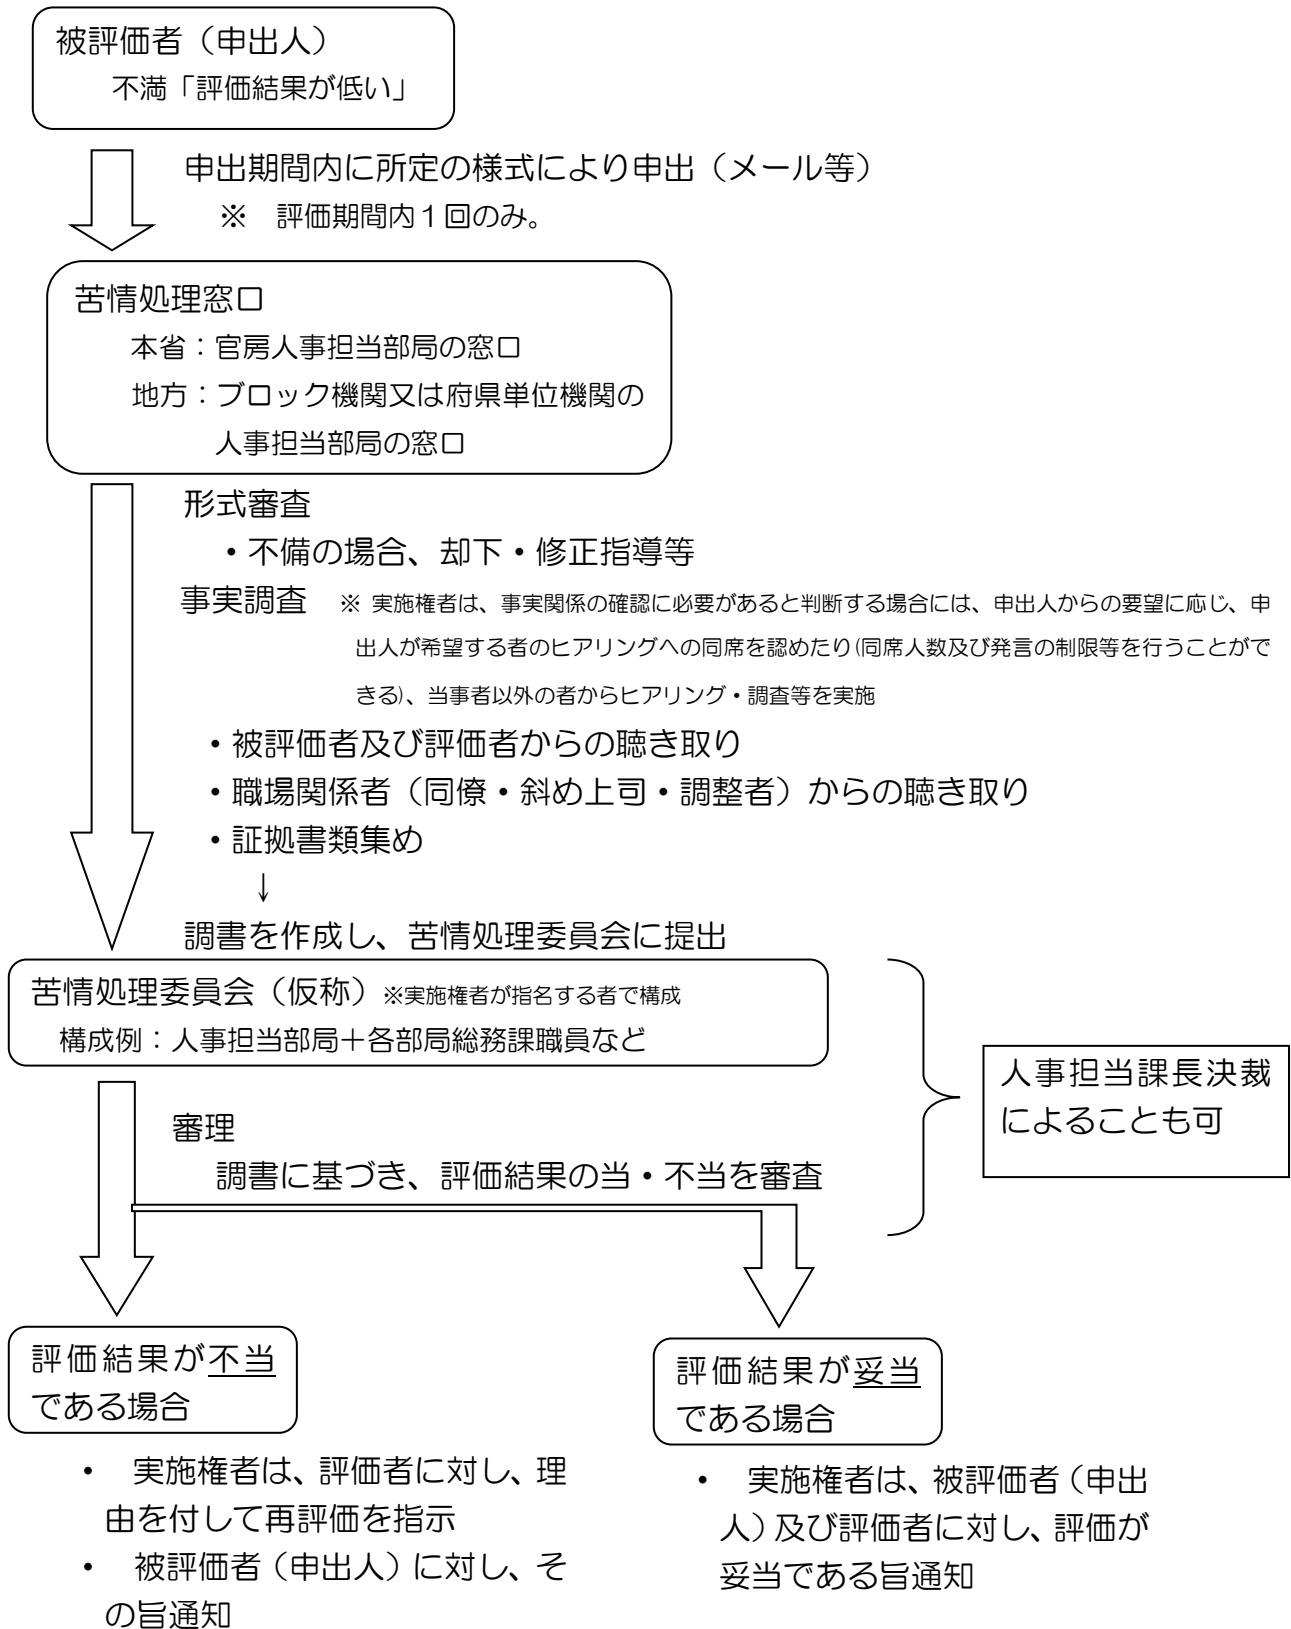 被評価者（申出人）
不満「評価結果が低い」
申出期間内に所定の様式により申出（メール等）
※　評価期間内１回のみ。
苦情処理窓口
本省：官房人事担当部局の窓口
地方：ブロック機関又は府県単位機関の
人事担当部局の窓口
形式審査
・不備の場合、却下・修正指導等
事実調査　※ 実施権者は、事実関係の確認に必要があると判断する場合には、申出人からの要望に応じ、申
出人が希望する者のヒアリングへの同席を認めたり(同席人数及び発言の制限等を行うことがで
きる)、当事者以外の者からヒアリング・調査等を実施
・被評価者及び評価者からの聴き取り
・職場関係者（同僚・斜め上司・調整者）からの聴き取り
・証拠書類集め
↓
調書を作成し、苦情処理委員会に提出
苦情処理委員会（仮称）※実施権者が指名する者で構成
構成例：人事担当部局＋各部局総務課職員など
人事担当課長決裁
によることも可
審理
調書に基づき、評価結果の当・不当を審査
評価結果が不当
である場合
・　実施権者は、評価者に対し、理
由を付して再評価を指示
・　被評価者（申出人）に対し、そ
の旨通知
評価結果が妥当
である場合
・　実施権者は、被評価者（申出
人）及び評価者に対し、評価が
妥当である旨通知